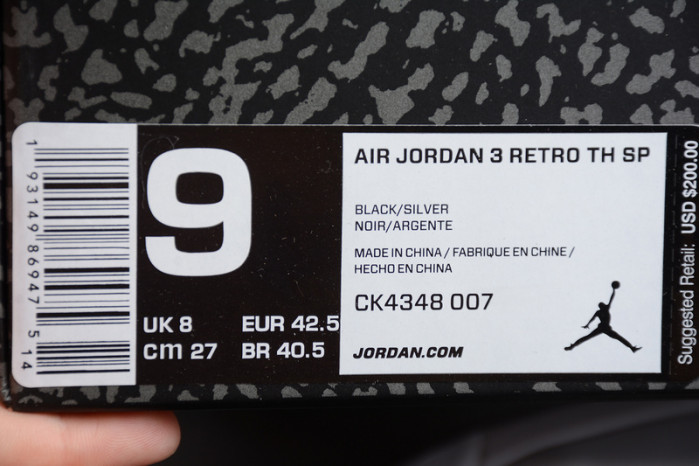 1 93149 86947 5 14
9
UK 8 EUR 42.5
cm 27 BR 40.5
AIR JORDAN 3 RETRO TH SP
BLACK/SILVER
NOIR/ARGENTE
MADE IN CHINA / FABRIQUE EN CHINE /
HECHO EN CHINA
CK4348 007
JORDAN.COM
Suggested Retail: USD $200.00